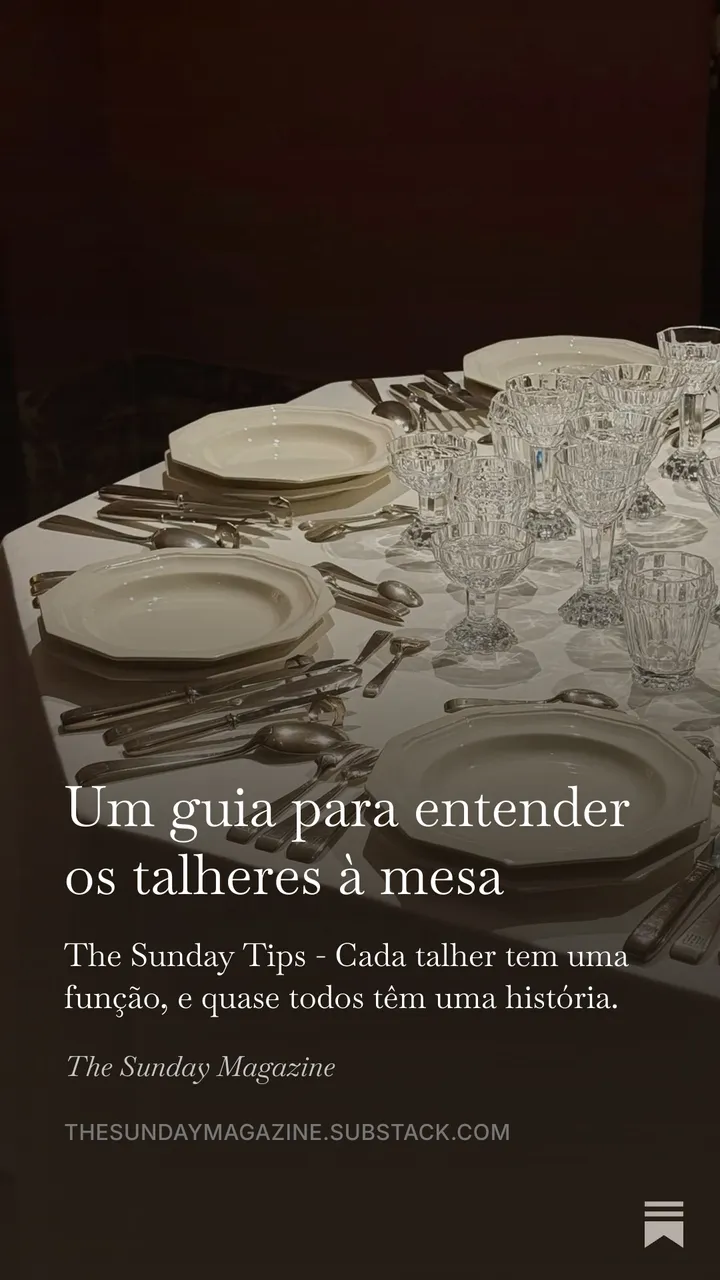 Um guia para entender
os talheres à mesa
The Sunday Tips - Cada talher tem uma
função, e quase todos têm uma história.
The Sunday Magazine
THESUNDAYMAGAZINE.SUBSTACK.COM